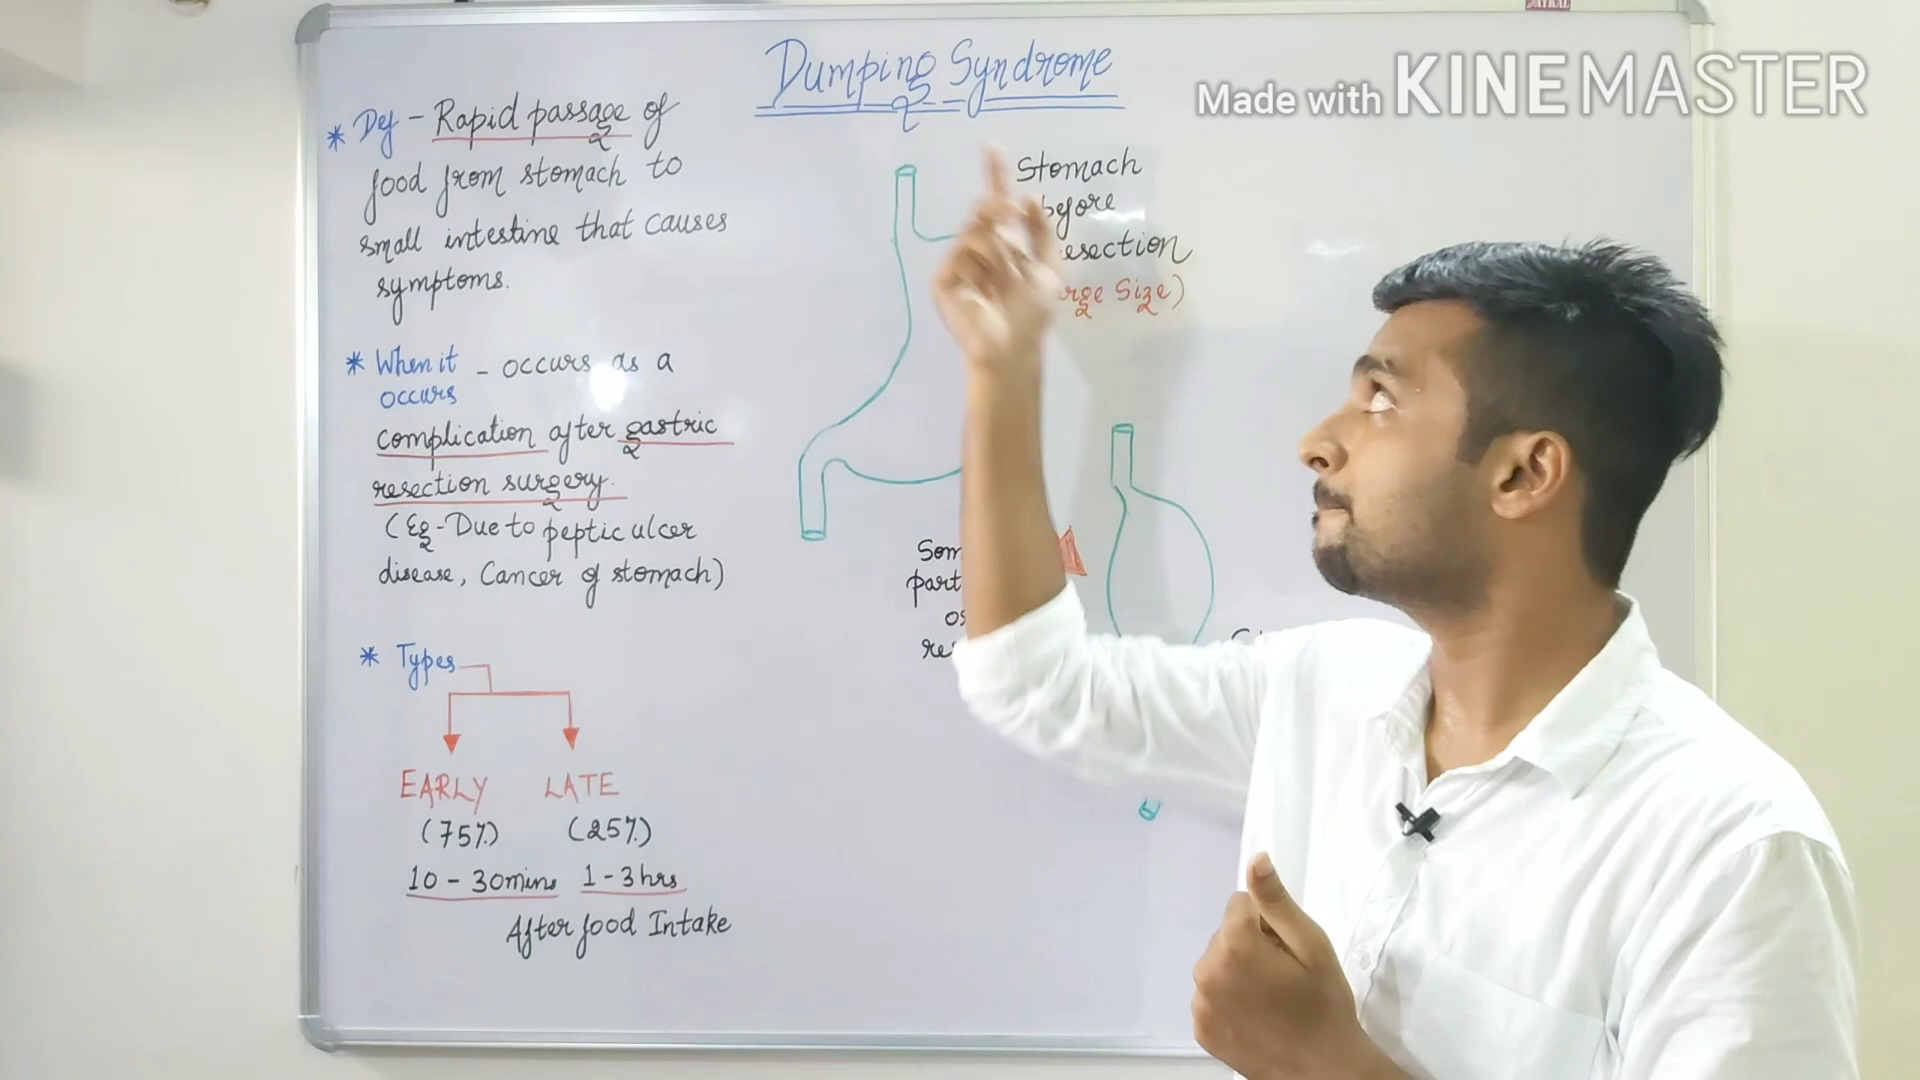 Dumping Syndrome
Made with KINEMASTER
* Def - Rapid passage of
food from stomach to
small intestine that causes
symptoms.
* When it - occurs as a
occurs
complication after gastric
resection surgery.
(Eg-Due to peptic ulcer
disease, Cancer of stomach)
* Types
EARLY LATE
(75%) (25%)
10 - 30mins 1 - 3hrs
After food Intake
Stomach
before
Size)